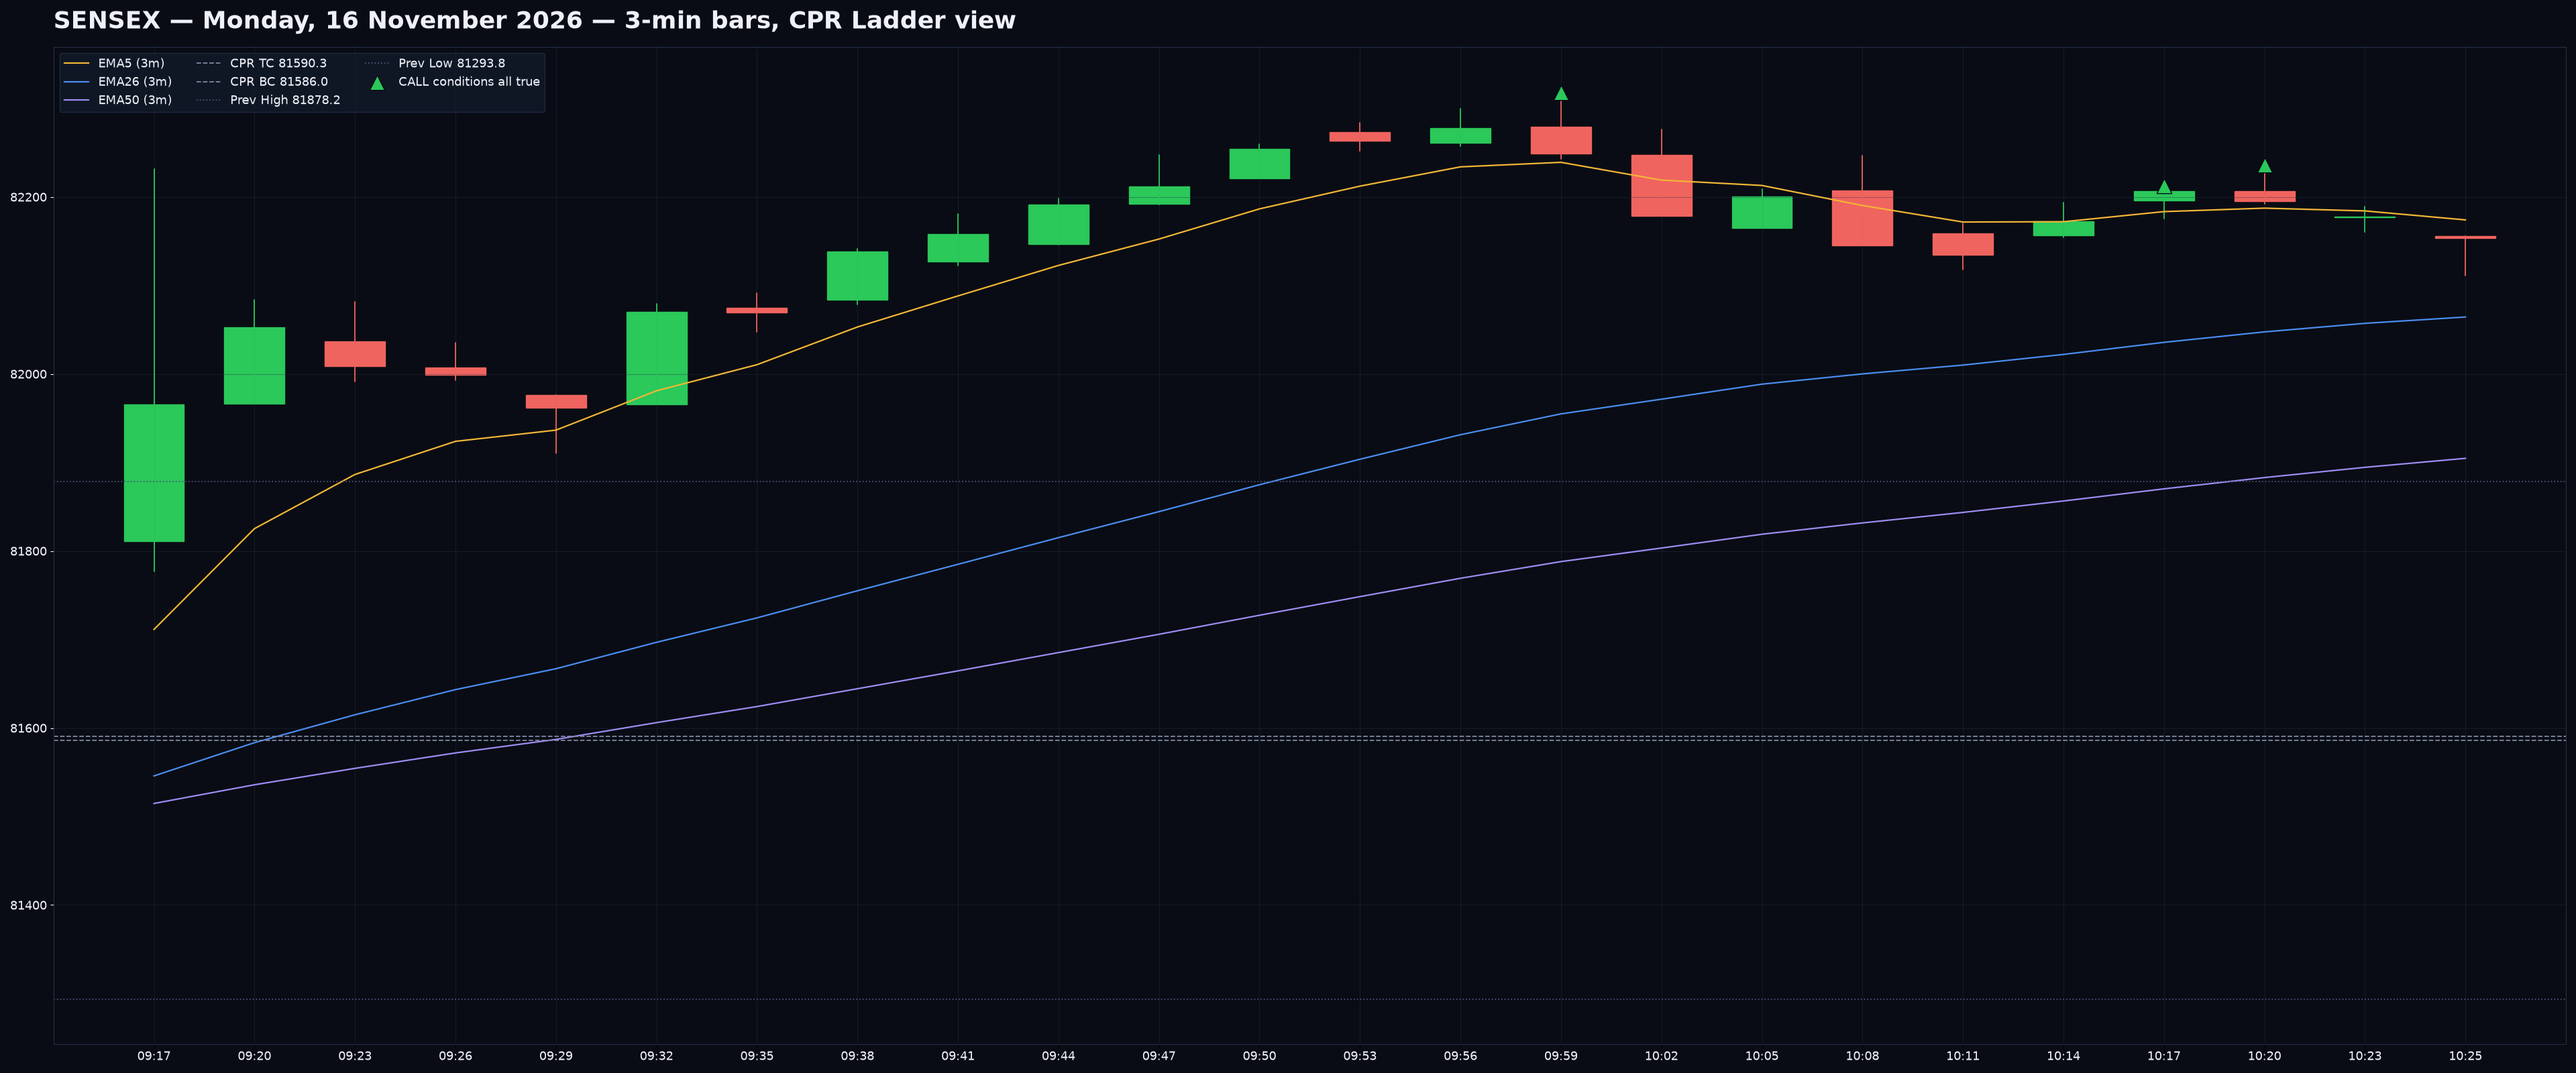 SENSEX — Monday, 16 November 2026 — 3-min bars, CPR Ladder view
EMA5 (3m)
EMA26 (3m)
EMA50 (3m)
CPR TC 81590.3
CPR BC 81586.0
Prev High 81878.2
Prev Low 81293.8
CALL conditions all true
82200
82000
81800
81600
81400
09:17 09:20 09:23 09:26 09:29 09:32 09:35 09:38 09:41 09:44 09:47 09:50 09:53 09:56 09:59 10:02 10:05 10:08 10:11 10:14 10:17 10:20 10:23 10:25